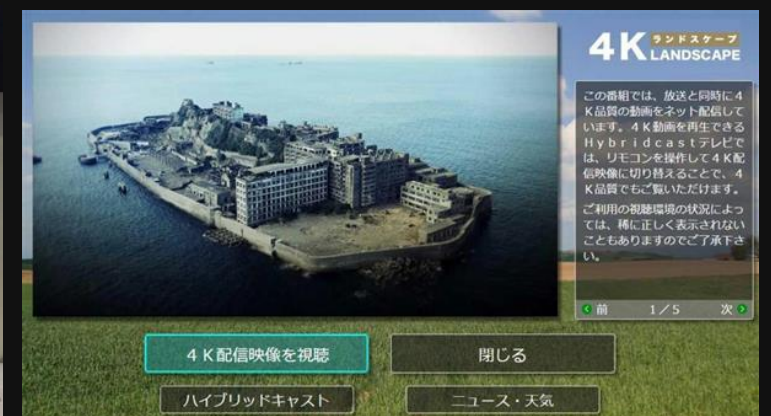 4K ランドスケープ
LANDSCAPE
この番組では、放送と同時に4
K品質の動画をネット配信して
います。4K動画を再生できる
Hybridcastテレビで
は、リモコンを操作して4K配
信映像に切り替えることで、4
K品質でもご覧いただけます。
ご利用の視聴環境の状況によっ
ては、稀に正しく表示されない
こともありますのでご了承下さ
い。
前 1/5 次
4K配信映像を視聴 閉じる
ハイブリッドキャスト ニュース・天気